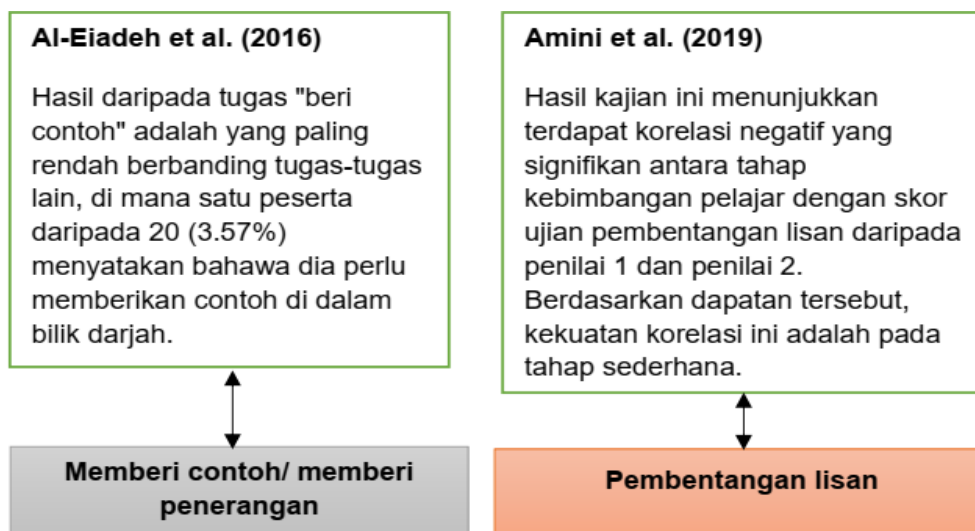 Al-Eiadeh et al. (2016)
Hasil daripada tugas "beri
contoh" adalah yang paling
rendah berbanding tugas-tugas
lain, di mana satu peserta
daripada 20 (3.57%)
menyatakan bahawa dia perlu
memberikan contoh di dalam
bilik darjah.
Memberi contoh/ memberi
penerangan
Amini et al. (2019)
Hasil kajian ini menunjukkan
terdapat korelasi negatif yang
signifikan antara tahap
kebimbangan pelajar dengan skor
ujian pembentangan lisan daripada
penilai 1 dan penilai 2.
Berdasarkan dapatan tersebut,
kekuatan korelasi ini adalah pada
tahap sederhana.
Pembentangan lisan